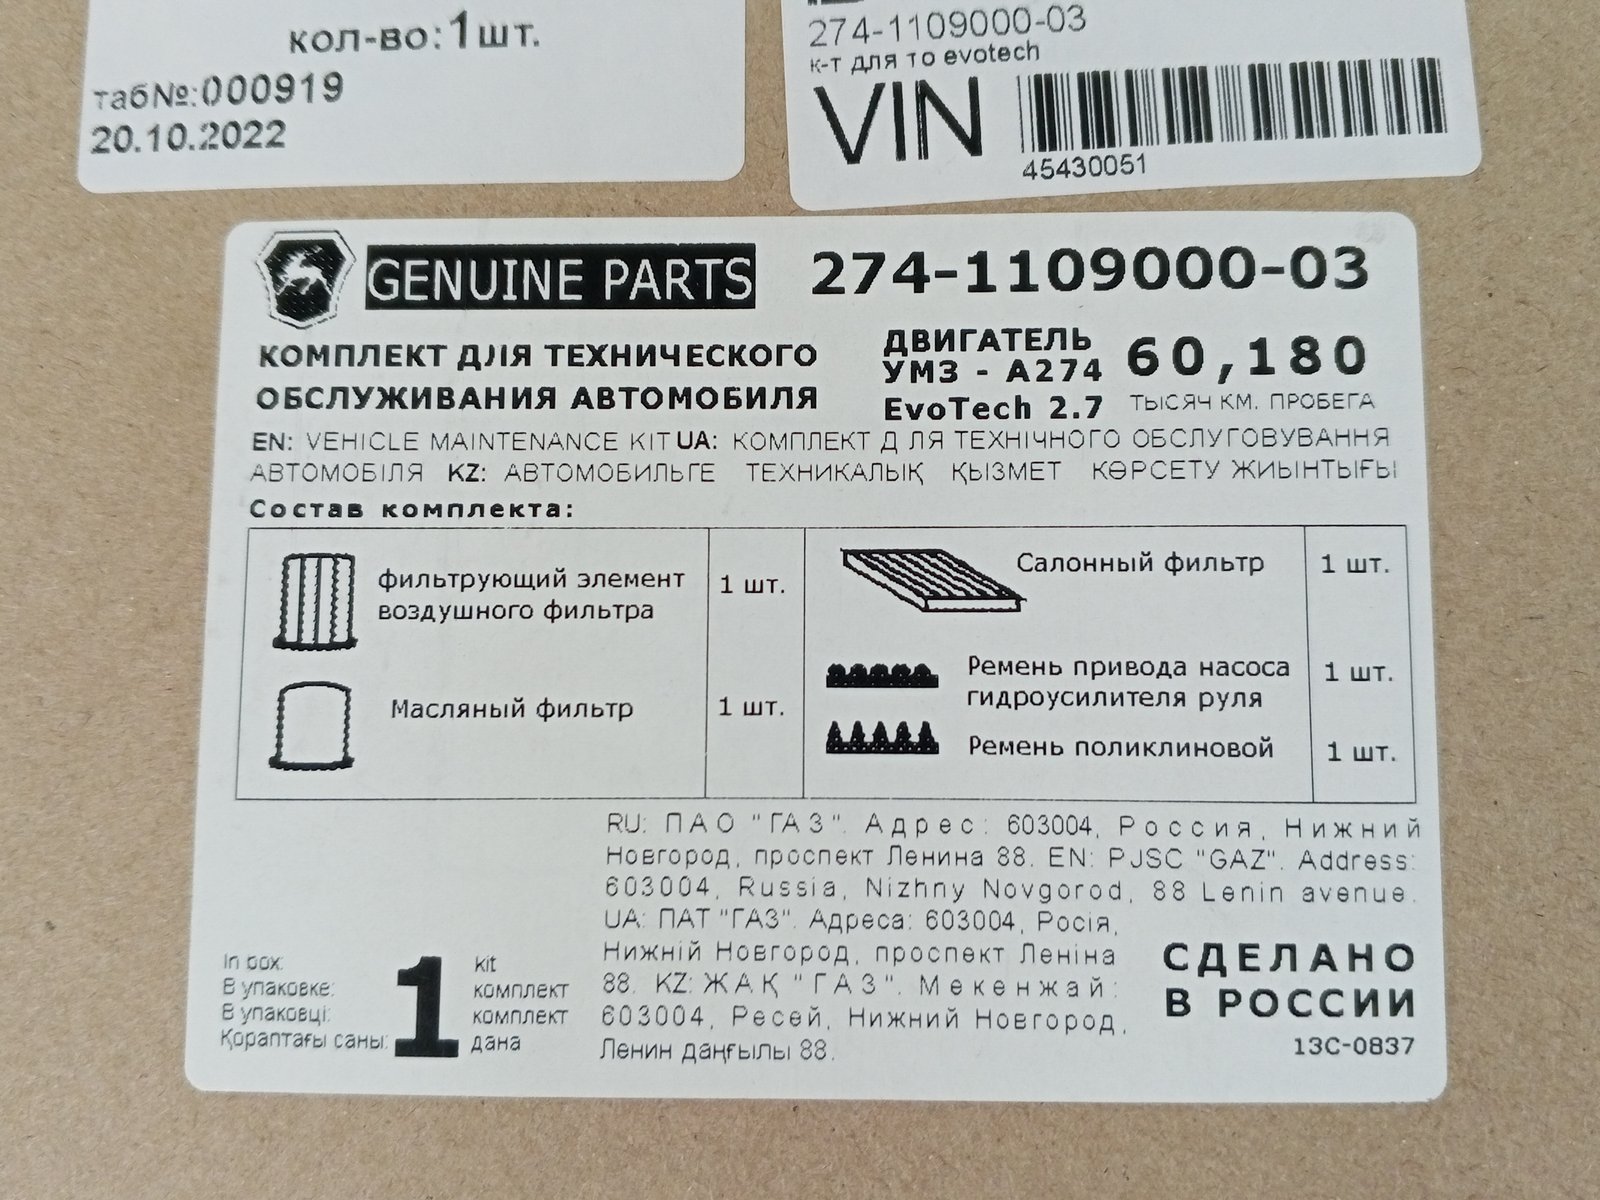 кол-во:1шт.
таб№:000919
20.10.2022
274-1109000-03
к-т для то evotech
VIN
45430051
GENUINE PARTS
274-1109000-03
КОМПЛЕКТ ДЛЯ ТЕХНИЧЕСКОГО
ОБСЛУЖИВАНИЯ АВТОМОБИЛЯ
ДВИГАТЕЛЬ
УМЗ - А274
EvoTech 2.7
60,180
ТЫСЯЧ КМ. ПРОБЕГА
EN: VEHICLE MAINTENANCE KIT UA: КОМПЛЕКТ Д ЛЯ ТЕХНІЧНОГО ОБСЛУГОВУВАННЯ
АВТОМОБІЛЯ KZ: АВТОМОБИЛЬГЕ ТЕХНИКАЛЫҚ ҚЫЗМЕТ КӨРСЕТУ ЖИЫНТЫҒЫ
Состав комплекта:
фильтрующий элемент
воздушного фильтра
1 шт.
Масляный фильтр
1 шт.
Салонный фильтр
1 шт.
Ремень привода насоса
гидроусилителя руля
1 шт.
Ремень поликлиновой
1 шт.
RU: ПАО "ГАЗ". Адрес: 603004, Россия, Нижний
Новгород, проспект Ленина 88. EN: PJSC "GAZ". Address:
603004, Russia, Nizhny Novgorod, 88 Lenin avenue.
UA: ПАТ "ГАЗ". Адреса: 603004, Росія,
Нижній Новгород, проспект Леніна
88. KZ: ЖАҚ "ГАЗ". Мекенжай:
603004, Ресей, Нижний Новгород,
Ленин даңғылы 88.
In box:
В упаковке:
В упаковці:
Қораптағы саны:
1
kit
комплект
комплект
дана
СДЕЛАНО
В РОССИИ
13С-0837